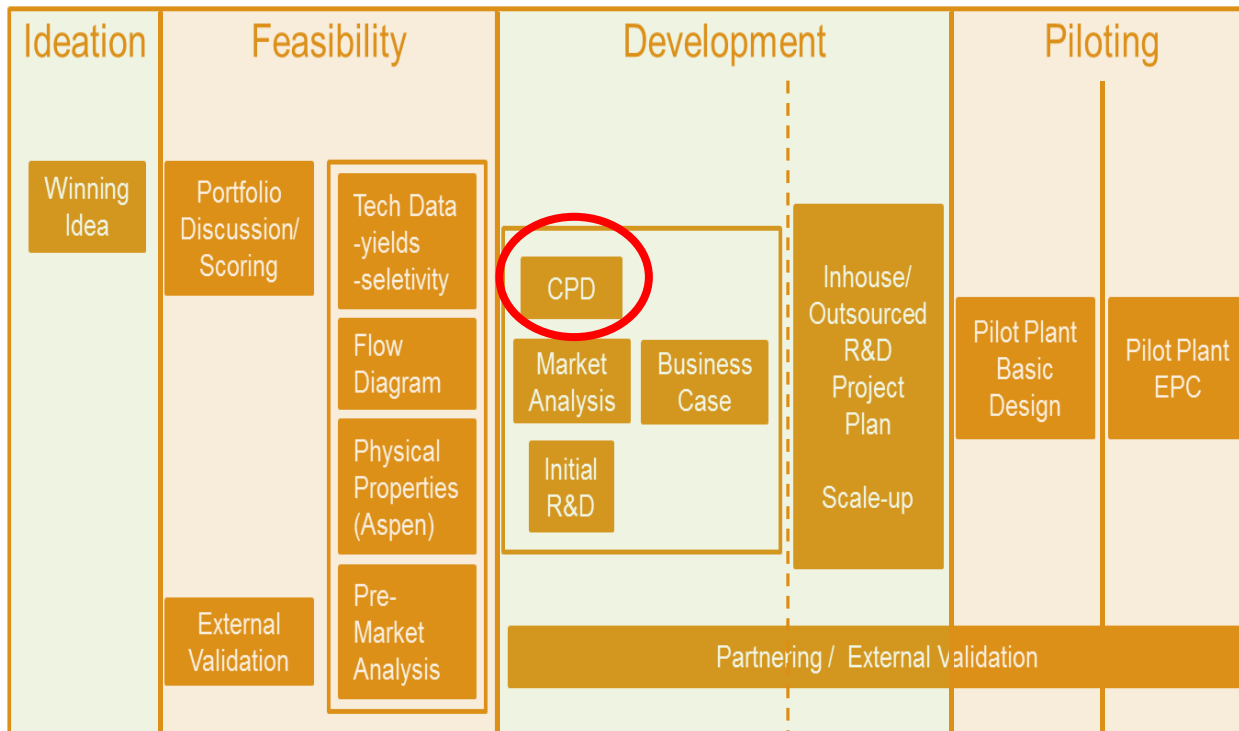 Ideation
Feasibility
Development
Piloting
Winning
Idea
Portfolio
Discussion/
Scoring
External
Validation
Tech Data
-yields
-seletivity
Flow
Diagram
Physical
Properties
(Aspen)
Pre-
Market
Analysis
CPD
Market
Analysis
Business
Case
Initial
R&D
Inhouse/
Outsourced
R&D
Project
Plan
Scale-up
Pilot Plant
Basic
Design
Pilot Plant
EPC
Partnering / External Validation